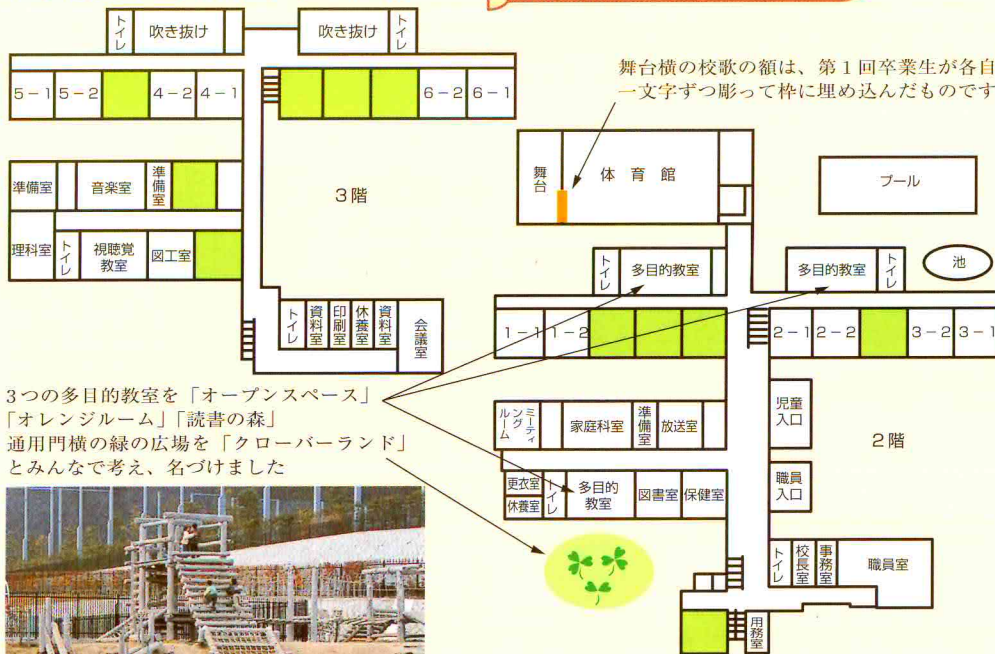 トイレ
吹き抜け
吹き抜け
トイレ
5-1
5-2
4-2
4-1
6-2
6-1
準備室
音楽室
準備室
3階
理科室
トイレ
視聴覚
教室
図工室
トイレ
資料室
印刷室
休養室
資料室
会議室
舞台横の校歌の額は、第1回卒業生が各自
一文字ずつ彫って枠に埋め込んだものです
舞台
体育館
プール
トイレ
多目的教室
多目的教室
トイレ
池
1-1
1-2
2-1
2-2
3-2
3-1
3つの多目的教室を「オープンスペース」
「オレンジルーム」「読書の森」
通用門横の緑の広場を「クローバーランド」
とみんなで考え、名づけました
ミーティ
ング
ルーム
家庭科室
準備室
放送室
児童
入口
2階
更衣室
休養室
トイレ
多目的
教室
図書室
保健室
職員
入口
トイレ
校長室
事務室
職員室
用務室